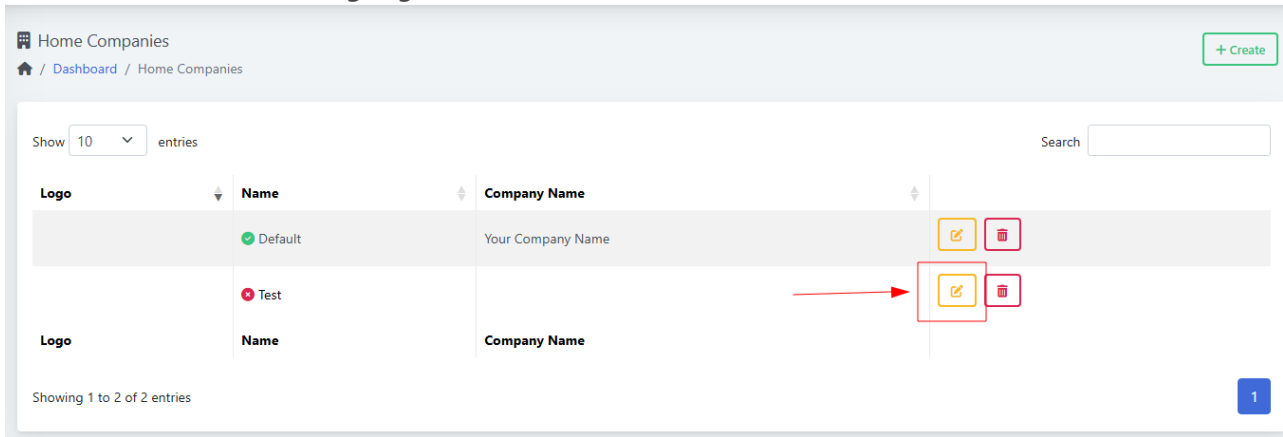 Home Companies
/ Dashboard / Home Companies
+ Create
Show 10 entries
Search
Logo Name Company Name
Default Your Company Name
Test
Logo Name Company Name
Showing 1 to 2 of 2 entries
1